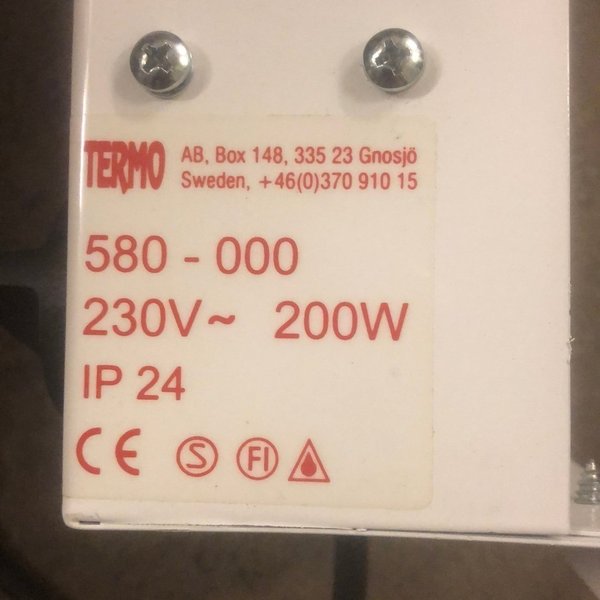 TERMO AB, Box 148, 335 23 Gnosjö
Sweden, +46(0)370 910 15
580 - 000
230V~ 200W
IP 24
CE S FI